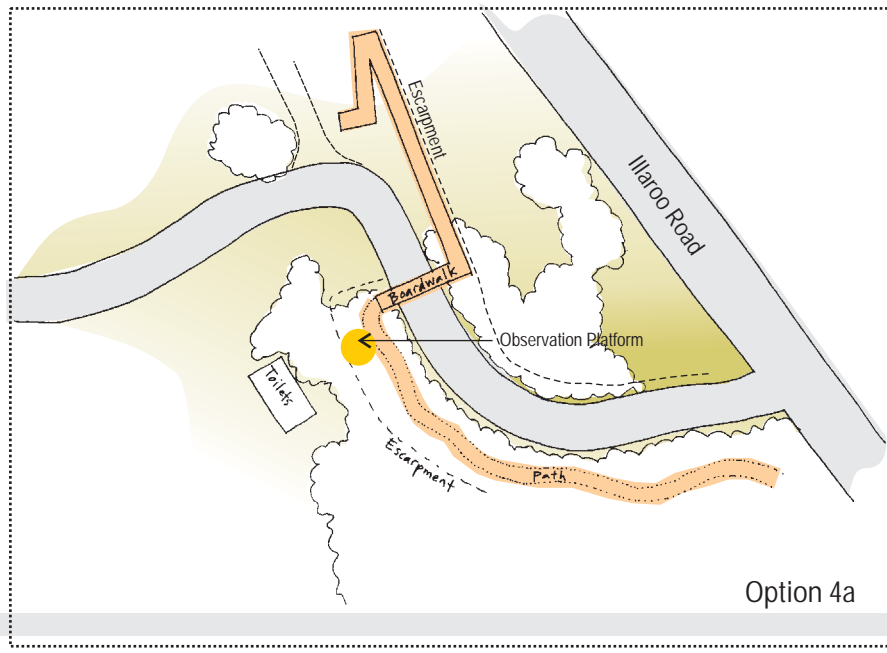 Escarpment
Illaroo Road
Boardwalk
Observation Platform
Toilets
Escarpment
Path
Option 4a